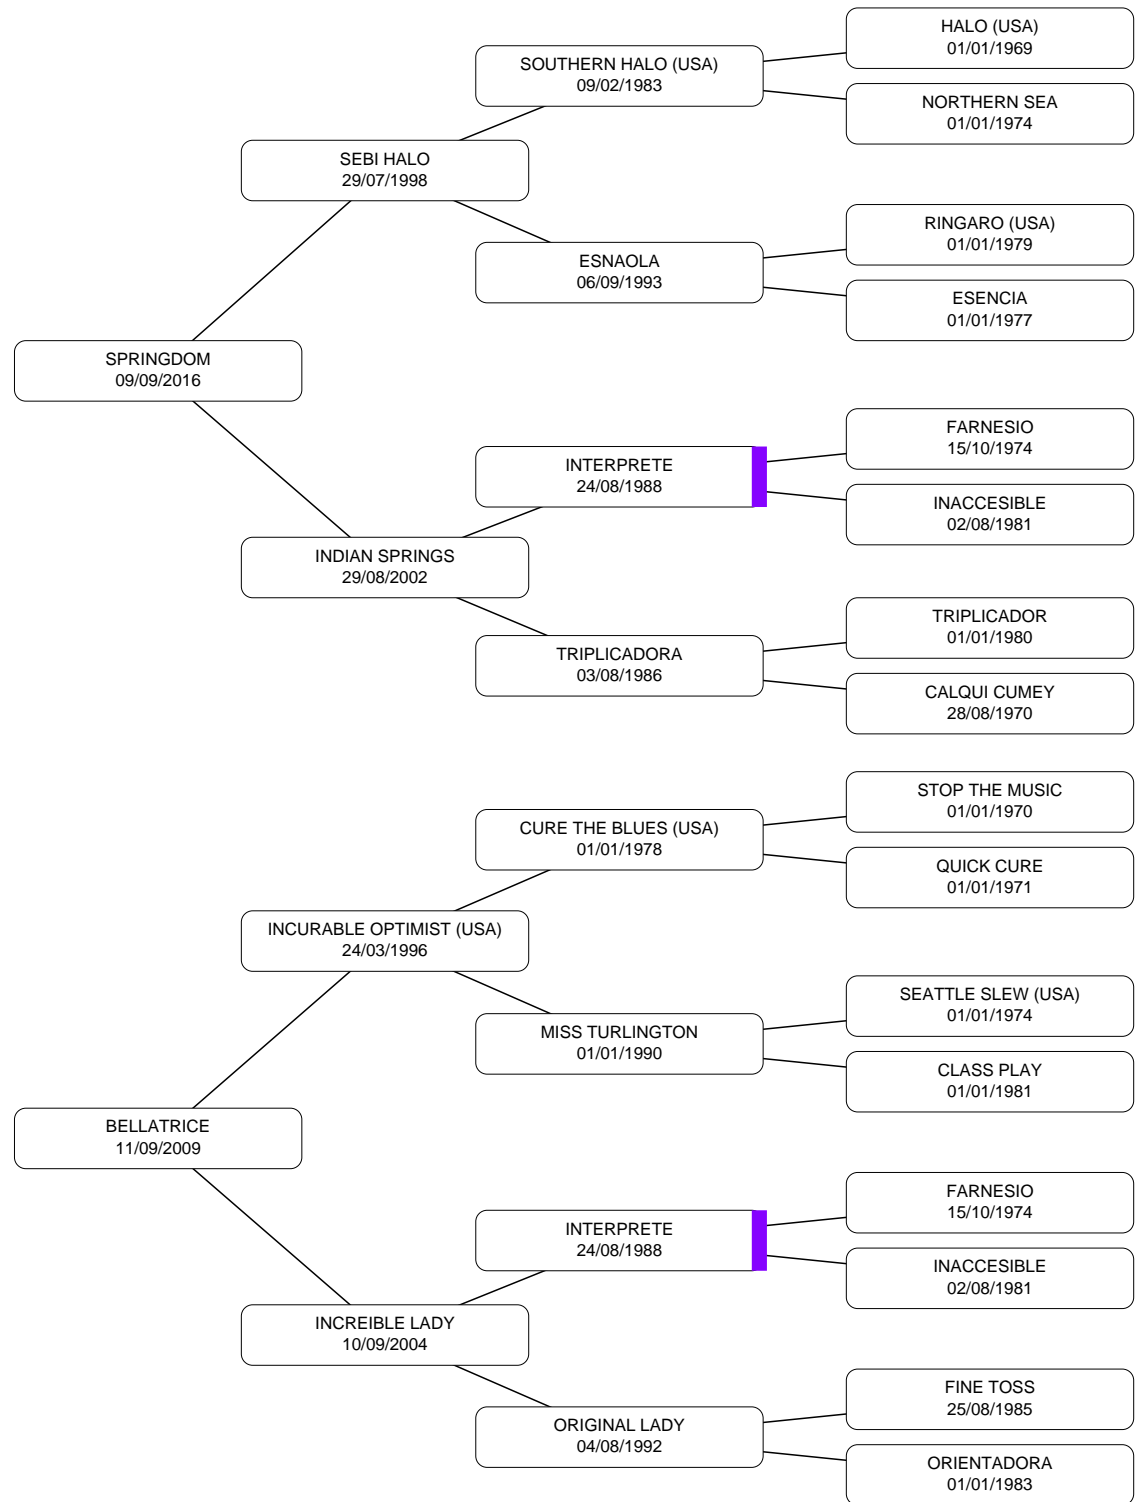 HALO (USA)
01/01/1969
SOUTHERN HALO (USA)
09/02/1983
NORTHERN SEA
01/01/1974
SEBI HALO
29/07/1998
RINGARO (USA)
01/01/1979
ESNAOLA
06/09/1993
ESENCIA
01/01/1977
SPRINGDOM
09/09/2016
FARNESIO
15/10/1974
INTERPRETE
24/08/1988
INACCESIBLE
02/08/1981
INDIAN SPRINGS
29/08/2002
TRIPLICADOR
01/01/1980
TRIPLICADORA
03/08/1986
CALQUI CUMEY
28/08/1970
STOP THE MUSIC
01/01/1970
CURE THE BLUES (USA)
01/01/1978
QUICK CURE
01/01/1971
INCURABLE OPTIMIST (USA)
24/03/1996
SEATTLE SLEW (USA)
01/01/1974
MISS TURLINGTON
01/01/1990
CLASS PLAY
01/01/1981
BELLATRICE
11/09/2009
FARNESIO
15/10/1974
INTERPRETE
24/08/1988
INACCESIBLE
02/08/1981
INCREIBLE LADY
10/09/2004
FINE TOSS
25/08/1985
ORIGINAL LADY
04/08/1992
ORIENTADORA
01/01/1983